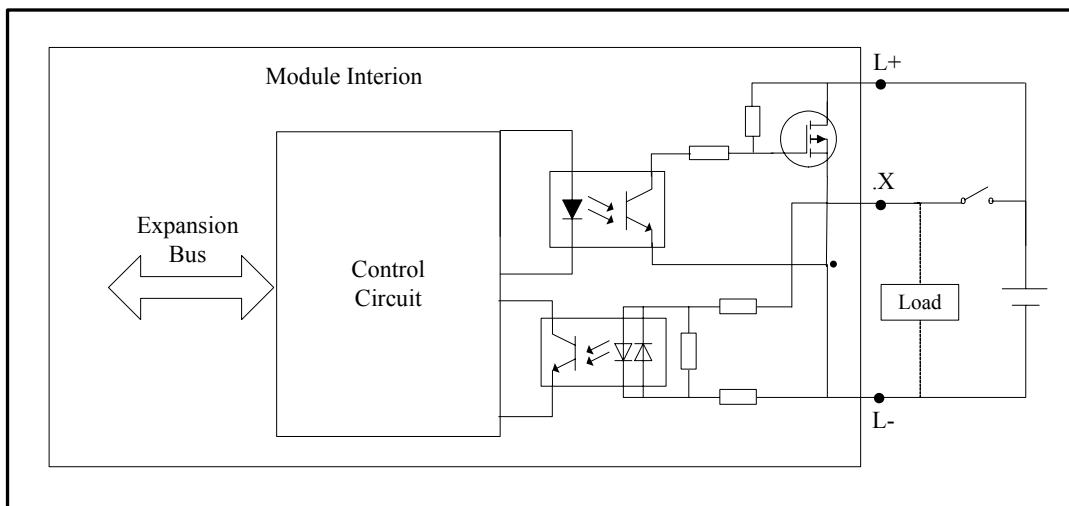 Module Interion
L+
.X
Expansion
Bus
Control
Circuit
Load
L-